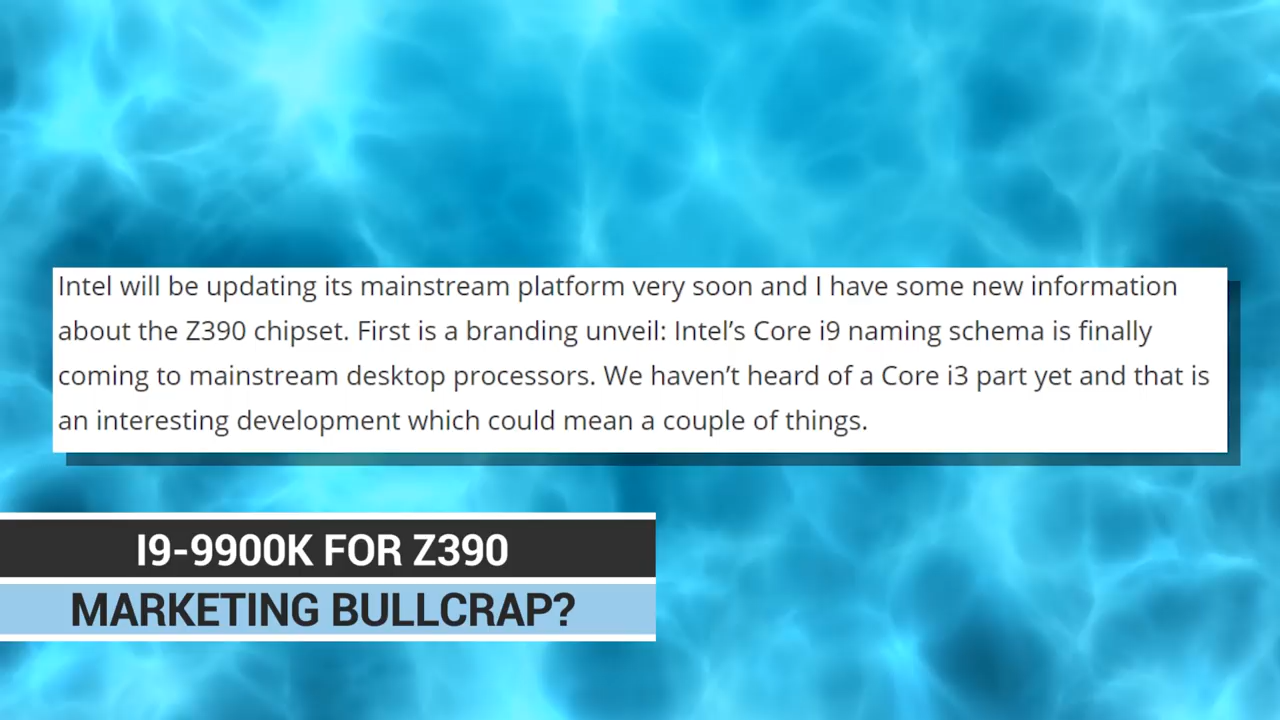 Intel will be updating its mainstream platform very soon and I have some new information
about the Z390 chipset. First is a branding unveil: Intel’s Core i9 naming schema is finally
coming to mainstream desktop processors. We haven’t heard of a Core i3 part yet and that is
an interesting development which could mean a couple of things.
I9-9900K FOR Z390
MARKETING BULLCRAP?